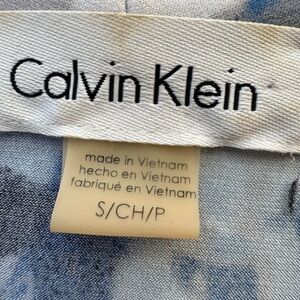 Calvin Klein
made in Vietnam
hecho en Vietnam
fabriqué en Vietnam
S/CH/P